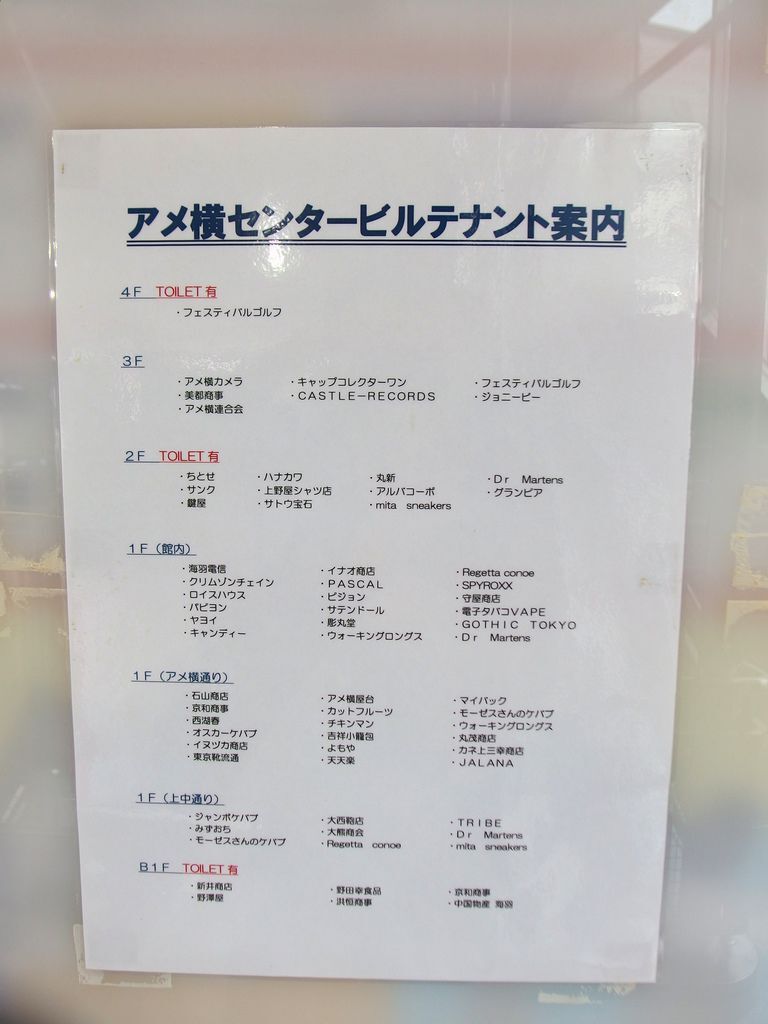 アメ横センタービルテナント案内
4F TOILET有
・フェスティバルゴルフ
3F
・アメ横カメラ ・キャップコレクターワン ・フェスティバルゴルフ
・美都商事 ・CASTLE－RECORDS ・ジョニービー
・アメ横連合会
2F TOILET有
・ちとせ ・ハナカワ ・丸新 ・Dr Martens
・サンク ・上野屋シャツ店 ・アルバコーポ ・グランピア
・鍵屋 ・サトウ宝石 ・mita sneakers
1F（館内）
・海羽電信 ・イナオ商店 ・Regetta conoe
・クリムゾンチェイン ・PASCAL ・SPYROXX
・ロイスハウス ・ビジョン ・守屋商店
・パピヨン ・サテンドール ・電子タバコVAPE
・ヤヨイ ・彫丸堂 ・GOTHIC TOKYO
・キャンディー ・ウォーキングロングス ・Dr Martens
1F（アメ横通り）
・石山商店 ・アメ横屋台 ・マイバック
・京和商事 ・カットフルーツ ・モーゼスさんのケバブ
・西湖春 ・チキンマン ・ウォーキングロングス
・オスカーケバブ ・吉祥小籠包 ・丸茂商店
・イヌヅカ商店 ・よもや ・カネ上三幸商店
・東京靴流通 ・天天楽 ・JALANA
1F（上中通り）
・ジャンボケバブ ・大西鞄店 ・TRIBE
・みずおち ・大熊商会 ・Dr Martens
・モーゼスさんのケバブ ・Regetta conoe ・mita sneakers
B1F TOILET有
・新井商店 ・野田幸食品 ・京和商事
・野澤屋 ・洪恒商事 ・中国物産 海羽